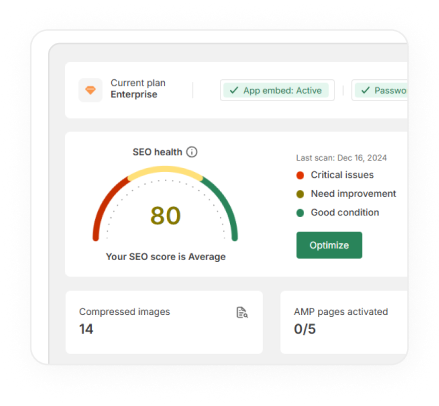 Current plan
Enterprise
App embed: Active
SEO health
80
Your SEO score is Average
Last scan: Dec 16, 2024
Critical issues
Need improvement
Good condition
Optimize
Compressed images
14
AMP pages activated
0/5